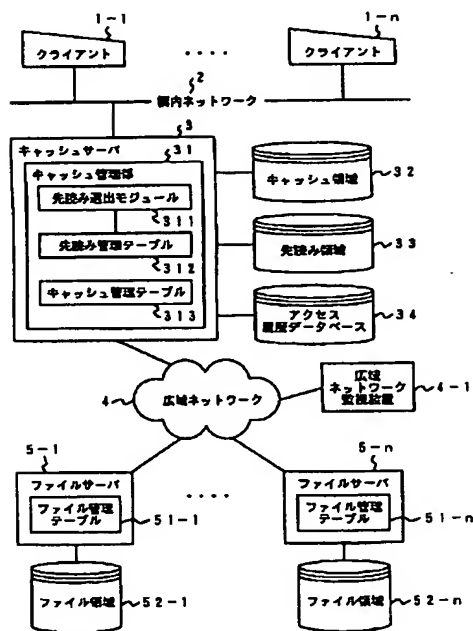 1-1
1-n
クライアント
・・・・
クライアント
2
構内ネットワーク
3
キャッシュサーバ
31
キャッシュ管理部
先読み選出モジュール
311
先読み管理テーブル
312
キャッシュ管理テーブル
313
キャッシュ領域
32
先読み領域
33
アクセス
履歴データベース
34
4
広域ネットワーク
広域
ネットワーク
監視装置
4-1
5-1
5-n
ファイルサーバ
ファイル管理
テーブル
51-1
・・・・
ファイルサーバ
ファイル管理
テーブル
51-n
ファイル領域
52-1
ファイル領域
52-n